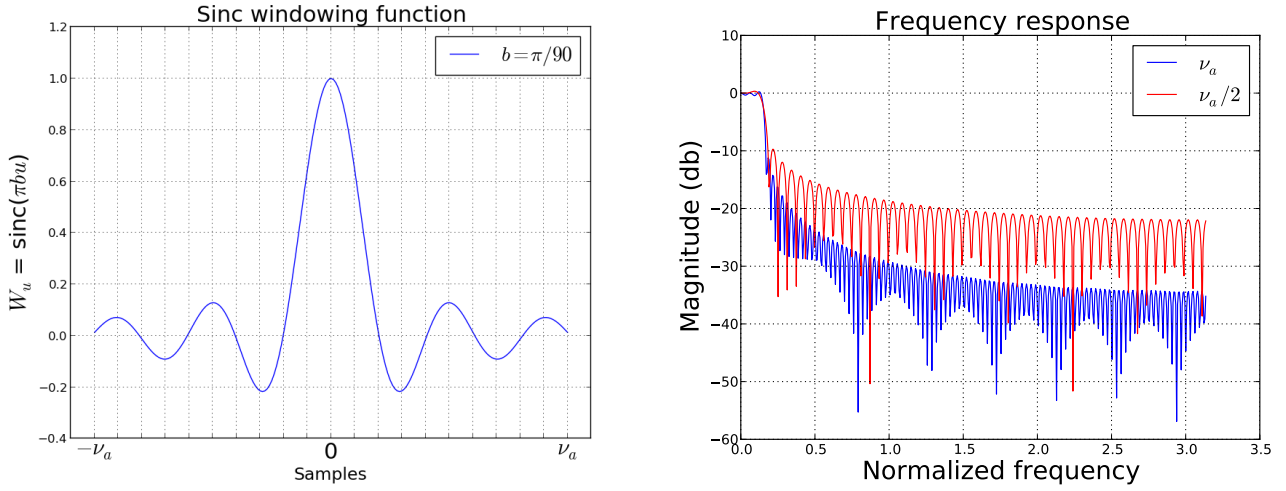 Sinc windowing function
1.2
1.0
0.8
0.6
0.4
0.2
0.0
−0.2
−0.4
W_u = sinc(πbu)
b = π/90
−ν_a
0
ν_a
Samples
Frequency response
10
0
−10
−20
−30
−40
−50
−60
Magnitude (db)
ν_a
ν_a/2
0.0 0.5 1.0 1.5 2.0 2.5 3.0 3.5
Normalized frequency